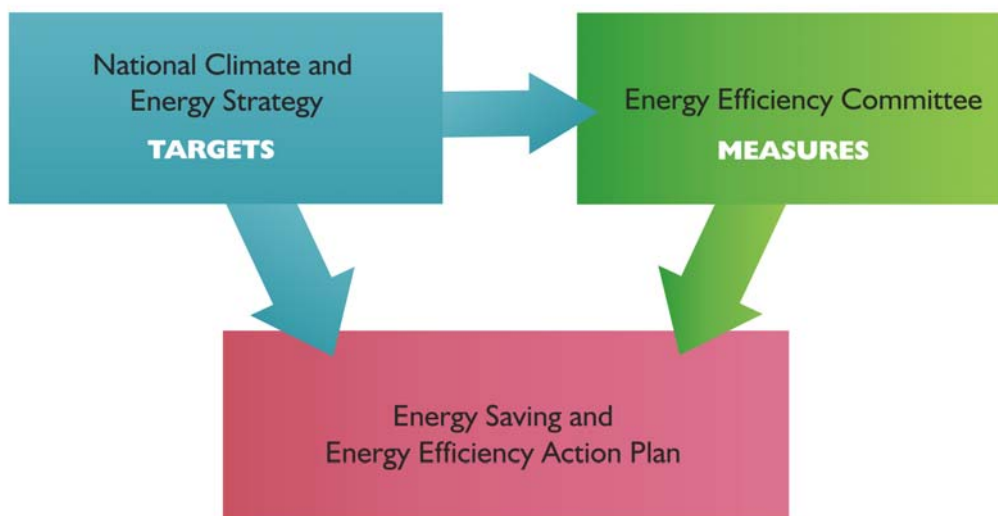 National Climate and
Energy Strategy
TARGETS
Energy Efficiency Committee
MEASURES
Energy Saving and
Energy Efficiency Action Plan